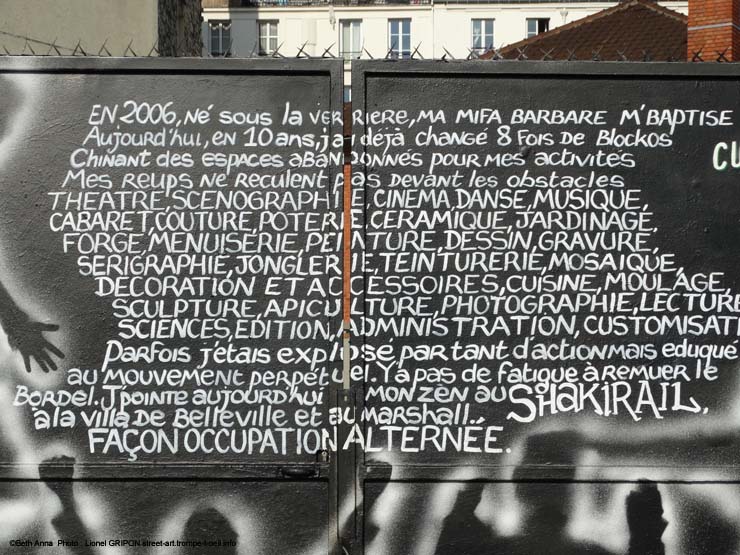 EN 2006, Né sous la VERRIERE, MA MIFA BARBARE M'BAPTISE
Aujourd'hui, en 10 ans, j'ai déjà changé 8 Fois de Blockos
Chinant des espaces abandonnés pour mes activités
Mes reups ne reculent pas devant les obstacles
THEATRE, SCENOGRAPHIE, CINEMA, DANSE, MUSIQUE,
CABARET, COUTURE, POTERIE, CERAMIQUE, JARDINAGE,
FORGE, MENUISERIE, PEINTURE, DESSIN, GRAVURE,
SERIGRAPHIE, JONGLERIE, TEINTURERIE, MOSAIQUE,
DECORATION ET ACCESSOIRES, CUISINE, MOULAGE,
SCULPTURE, APICULTURE, PHOTOGRAPHIE, LECTURE
SCIENCES, EDITION, ADMINISTRATION, CUSTOMISAT
Parfois j'étais explosé par tant d'action mais eduqué
au mouvement perpétuel. Y'a pas de fatigue à remuer le
Bordel. J'pointe aujourd'hui mon zèn au SHAKIRAIL,
à la villa de Belleville et au marshall..
FAÇON OCCUPATION ALTERNÉE.
CU
©Beth Anna Photo : Lionel GRIPON street-art.trompe-l-oeil.info